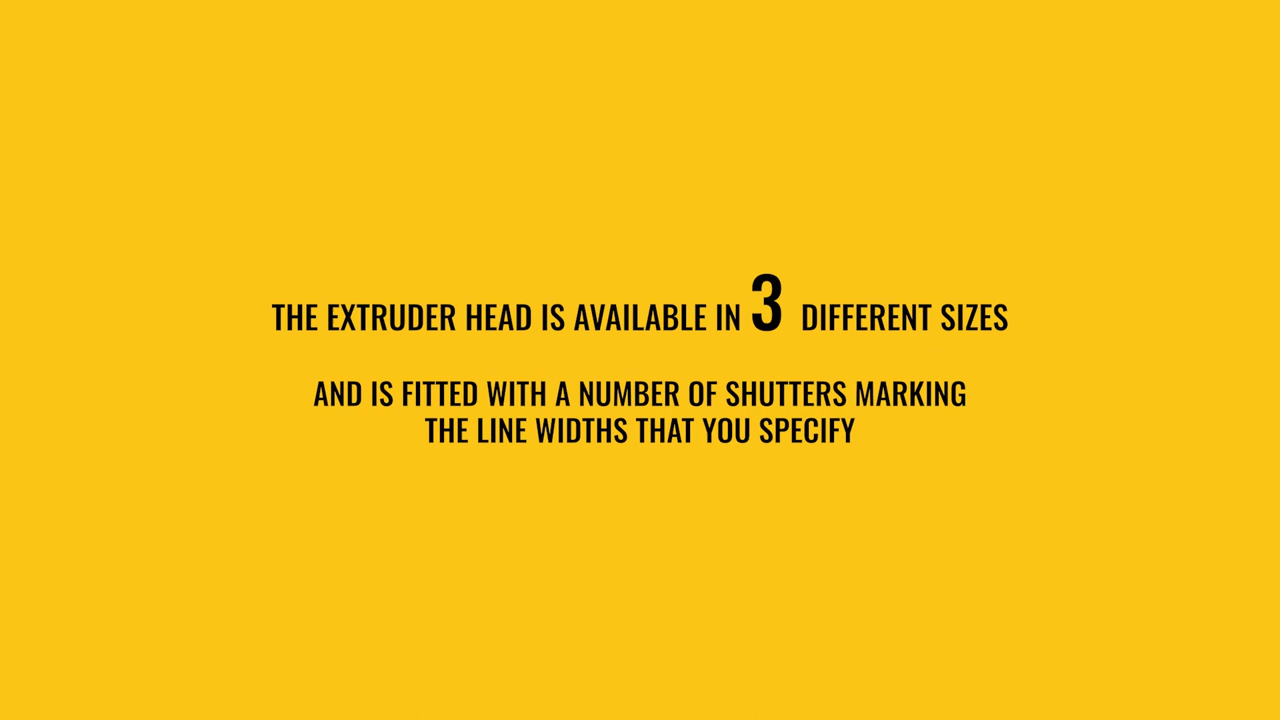 THE EXTRUDER HEAD IS AVAILABLE IN 3 DIFFERENT SIZES
AND IS FITTED WITH A NUMBER OF SHUTTERS MARKING
THE LINE WIDTHS THAT YOU SPECIFY